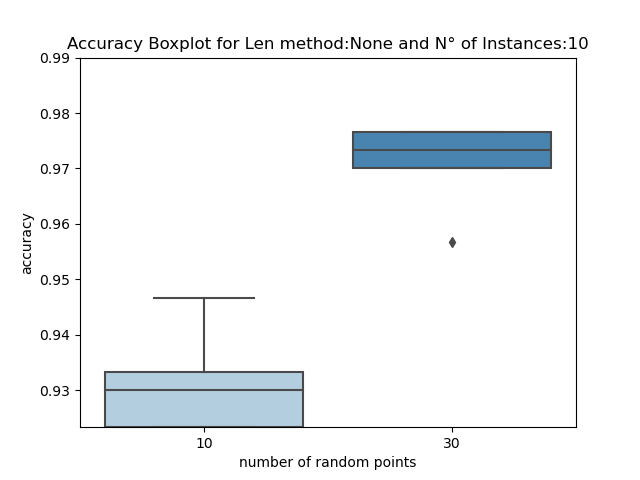 Accuracy Boxplot for Len method:None and N° of Instances:10
0.99
0.98
0.97
0.96
0.95
0.94
0.93
accuracy
10 30
number of random points